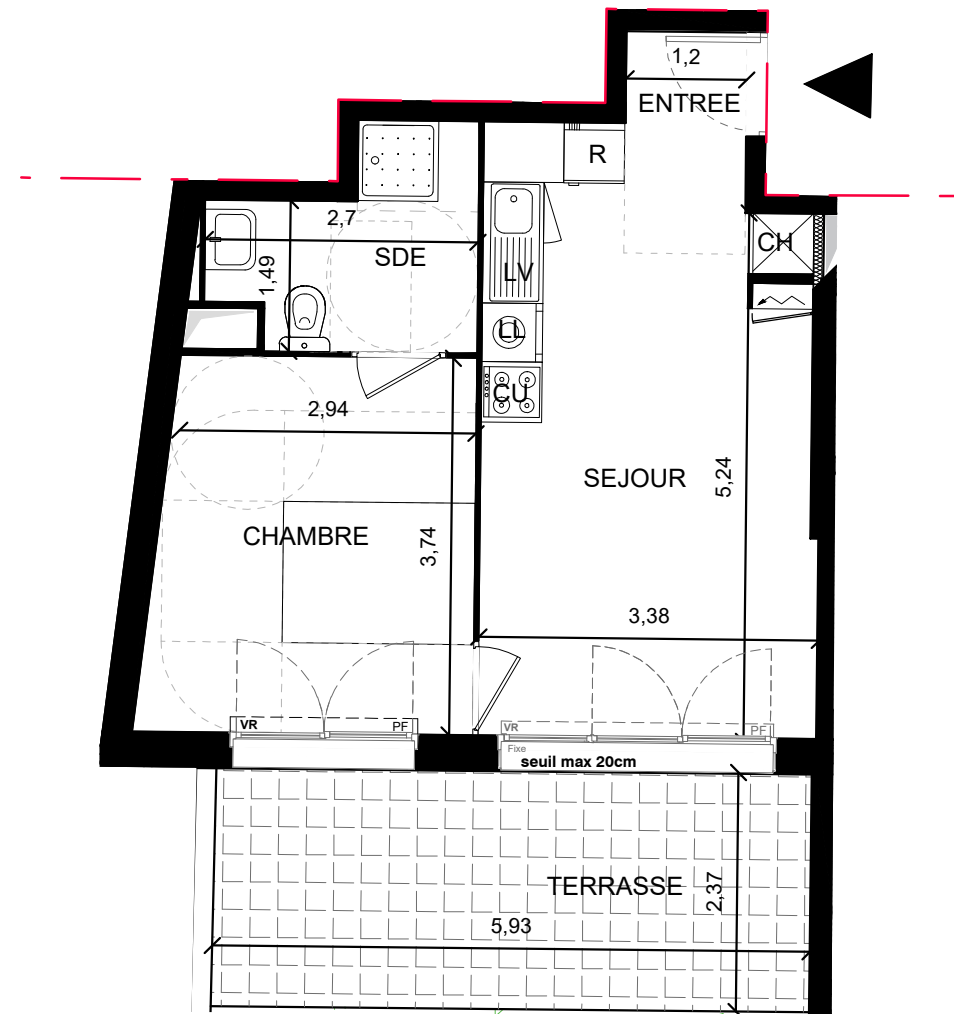 1,2
ENTREE
R
2,7
SDE
CH
1,49
LV
LL
CU
2,94
SEJOUR
5,24
CHAMBRE
3,74
3,38
VR
PF
VR
PF
Fixe
seuil max 20cm
TERRASSE
2,37
5,93